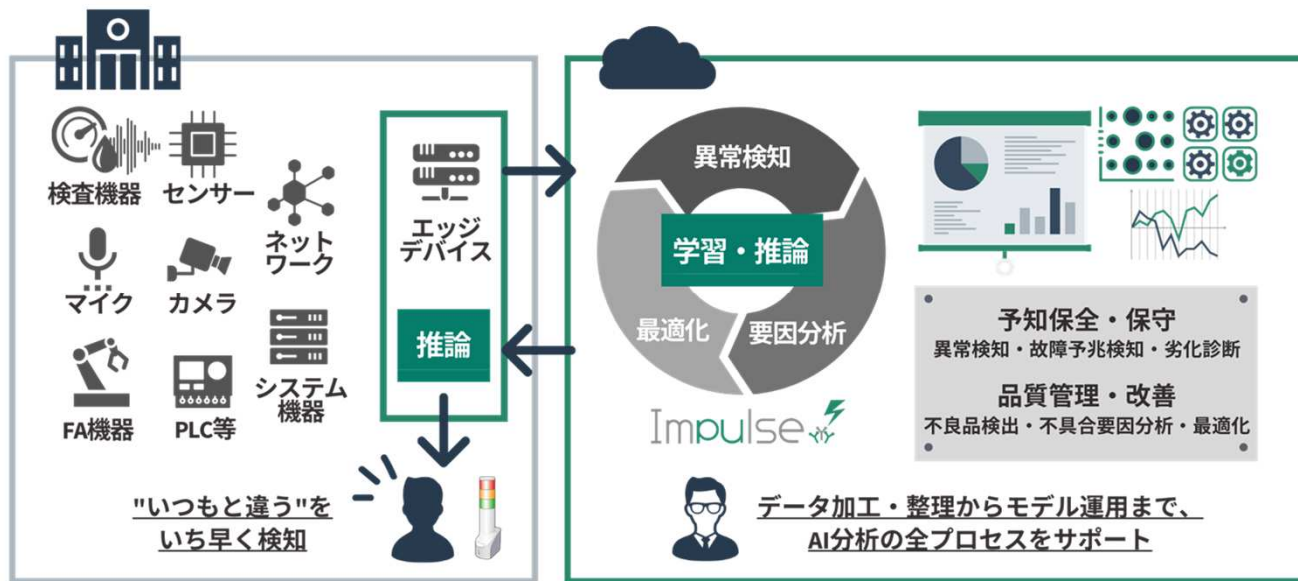 検査機器
センサー
ネット
ワーク
マイク
カメラ
FA機器
PLC等
システム
機器
エッジ
デバイス
推論
"いつもと違う"を
いち早く検知
異常検知
学習・推論
最適化
要因分析
Impulse
予知保全・保守
異常検知・故障予兆検知・劣化診断
品質管理・改善
不良品検出・不具合要因分析・最適化
データ加工・整理からモデル運用まで、
AI分析の全プロセスをサポート